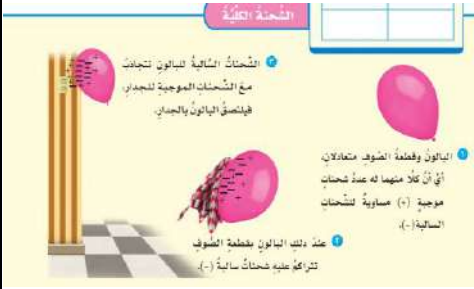 الشحنة الكلية
١ البالون وقطعة الصوف متعادلان،
أي أن كلا منهما له عدد شحنات
موجبة (+) مساوية للشحنات
السالبة (-).
٢ عند دلك البالون بقطعة الصوف
تتراكم عليه شحنات سالبة (-).
٣ الشحنات السالبة للبالون تتجاذب
مع الشحنات الموجبة للجدار،
فيلتصق البالون بالجدار.